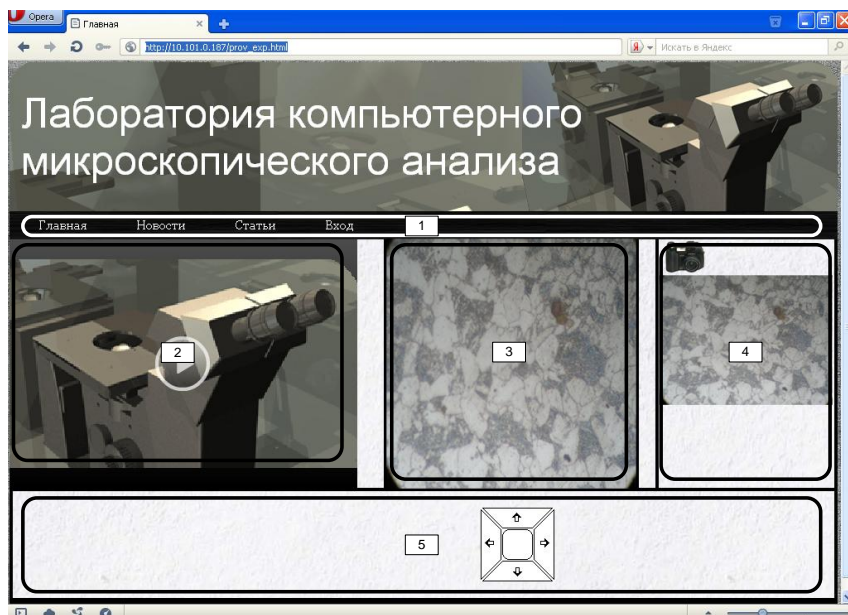 Opera
Главная
http://10.101.0.187/prov_exp.html
Искать в Яндекс
Лаборатория компьютерного
микроскопического анализа
Главная Новости Статьи Вход 1
2
3
4
5